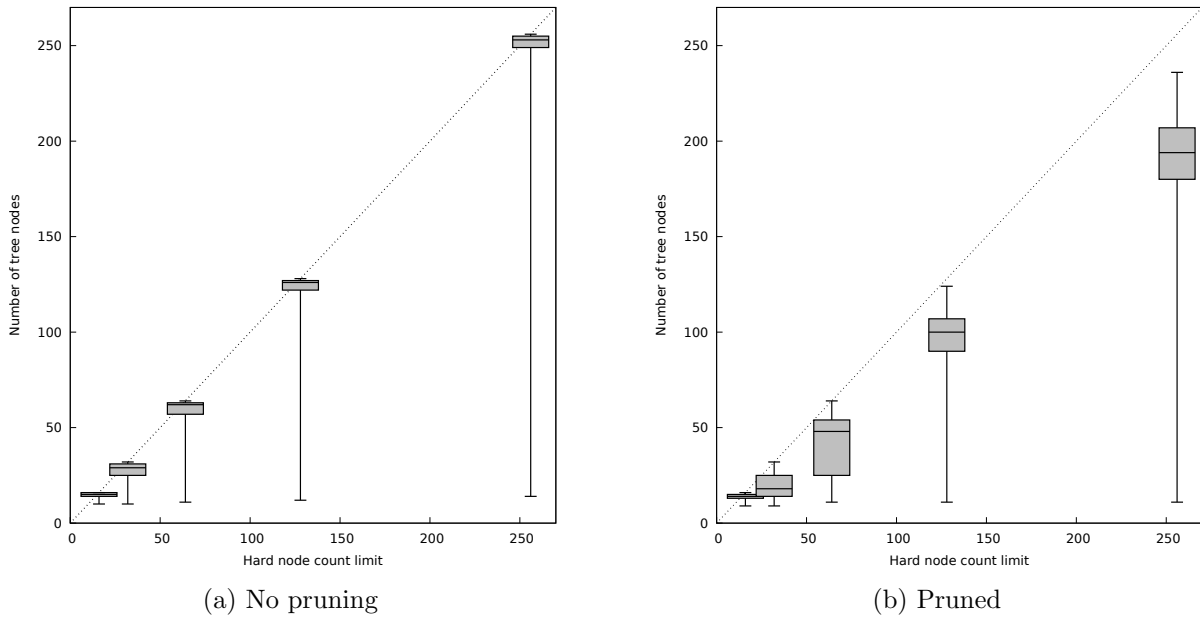 250
200
150
100
50
0
Number of tree nodes
0 50 100 150 200 250
Hard node count limit
(a) No pruning
250
200
150
100
50
0
Number of tree nodes
0 50 100 150 200 250
Hard node count limit
(b) Pruned